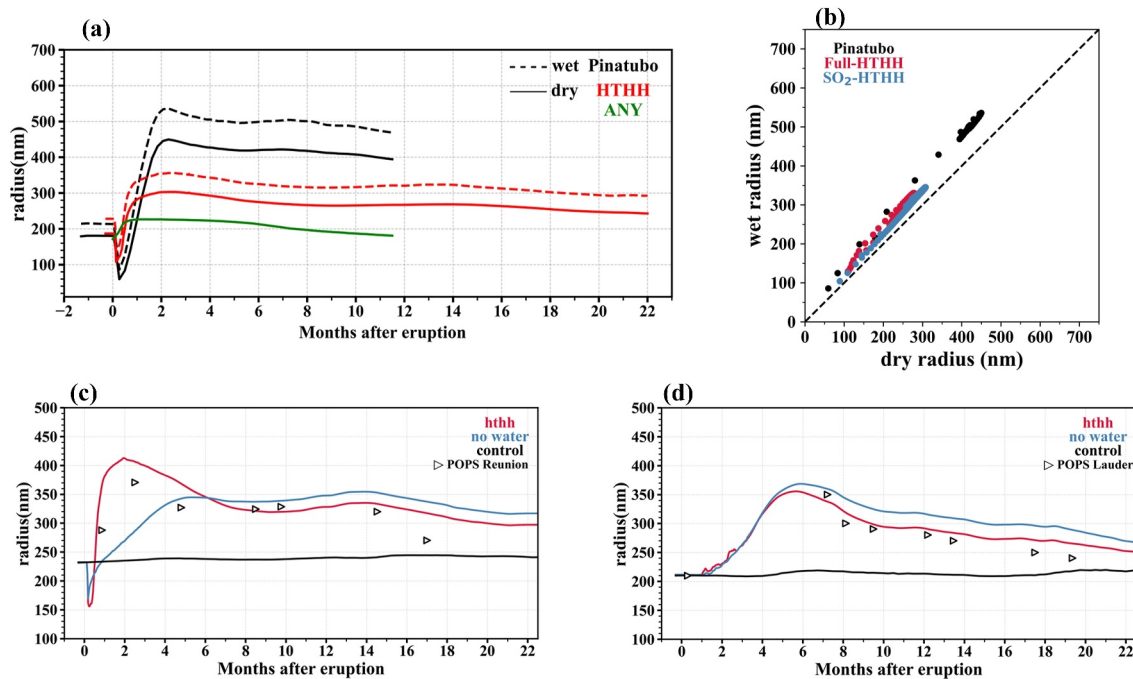 (a)
700
600
500
400
300
200
100
radius(nm)
wet Pinatubo
dry HTHH
ANY
−2 0 2 4 6 8 10 12 14 16 18 20 22
Months after eruption
(b)
700
600
500
400
300
200
100
0
wet radius (nm)
Pinatubo
Full-HTHH
SO₂-HTHH
0 100 200 300 400 500 600 700
dry radius (nm)
(c)
500
450
400
350
300
250
200
150
100
radius(nm)
hthh
no water
control
POPS Reunion
0 2 4 6 8 10 12 14 16 18 20 22
Months after eruption
(d)
500
450
400
350
300
250
200
150
100
radius(nm)
hthh
no water
control
POPS Lauder
0 2 4 6 8 10 12 14 16 18 20 22
Months after eruption